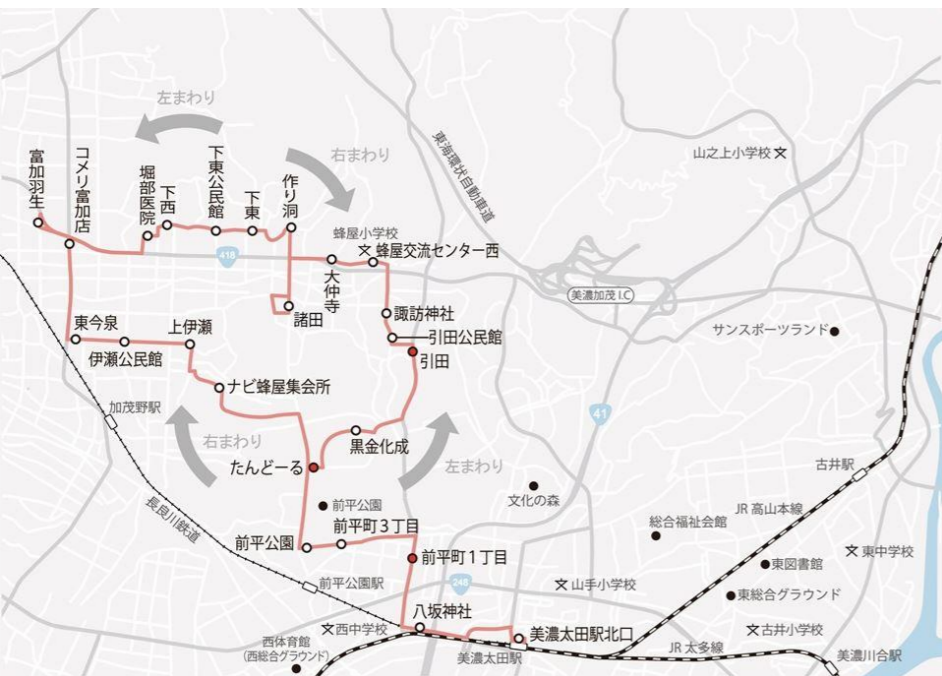 左まわり
右まわり
東海環状自動車道
山之上小学校
富加羽生
コメリ富加店
堀部医院
下西
下東公民館
下東
作り洞
蜂屋小学校
蜂屋交流センター西
418
大仲寺
諸田
諏訪神社
引田公民館
引田
美濃加茂I.C
サンスポーツランド
東今泉
伊瀬公民館
上伊瀬
ナビ蜂屋集会所
加茂野駅
41
右まわり
黒金化成
左まわり
たんどーる
古井駅
文化の森
前平公園
JR 高山本線
総合福祉会館
長良川鉄道
前平公園
前平町3丁目
前平町1丁目
東中学校
東図書館
前平公園駅
248
山手小学校
東総合グラウンド
八坂神社
西中学校
美濃太田駅北口
古井小学校
西体育館
(西総合グラウンド)
美濃太田駅
JR 太多線
美濃川合駅